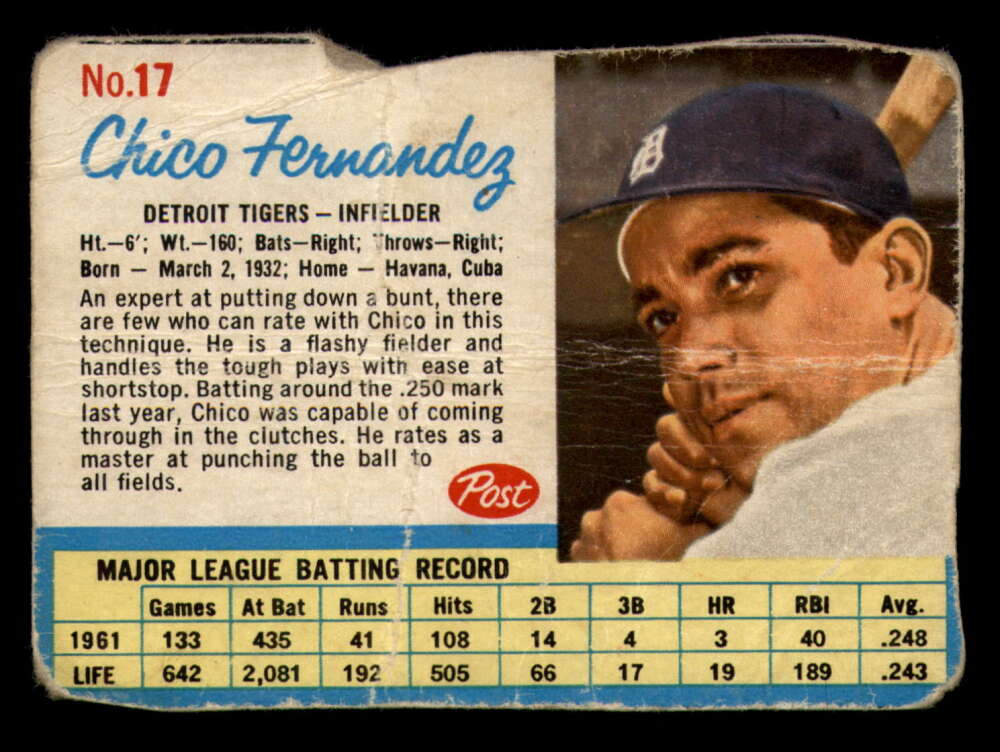 No.17
Chico Fernandez
DETROIT TIGERS – INFIELDER
Ht.–6'; Wt.–160; Bats–Right; Throws–Right;
Born – March 2, 1932; Home – Havana, Cuba
An expert at putting down a bunt, there
are few who can rate with Chico in this
technique. He is a flashy fielder and
handles the tough plays with ease at
shortstop. Batting around the .250 mark
last year, Chico was capable of coming
through in the clutches. He rates as a
master at punching the ball to
all fields.
Post
D
MAJOR LEAGUE BATTING RECORD
Games At Bat Runs Hits 2B 3B HR RBI Avg.
1961 133 435 41 108 14 4 3 40 .248
LIFE 642 2,081 192 505 66 17 19 189 .243